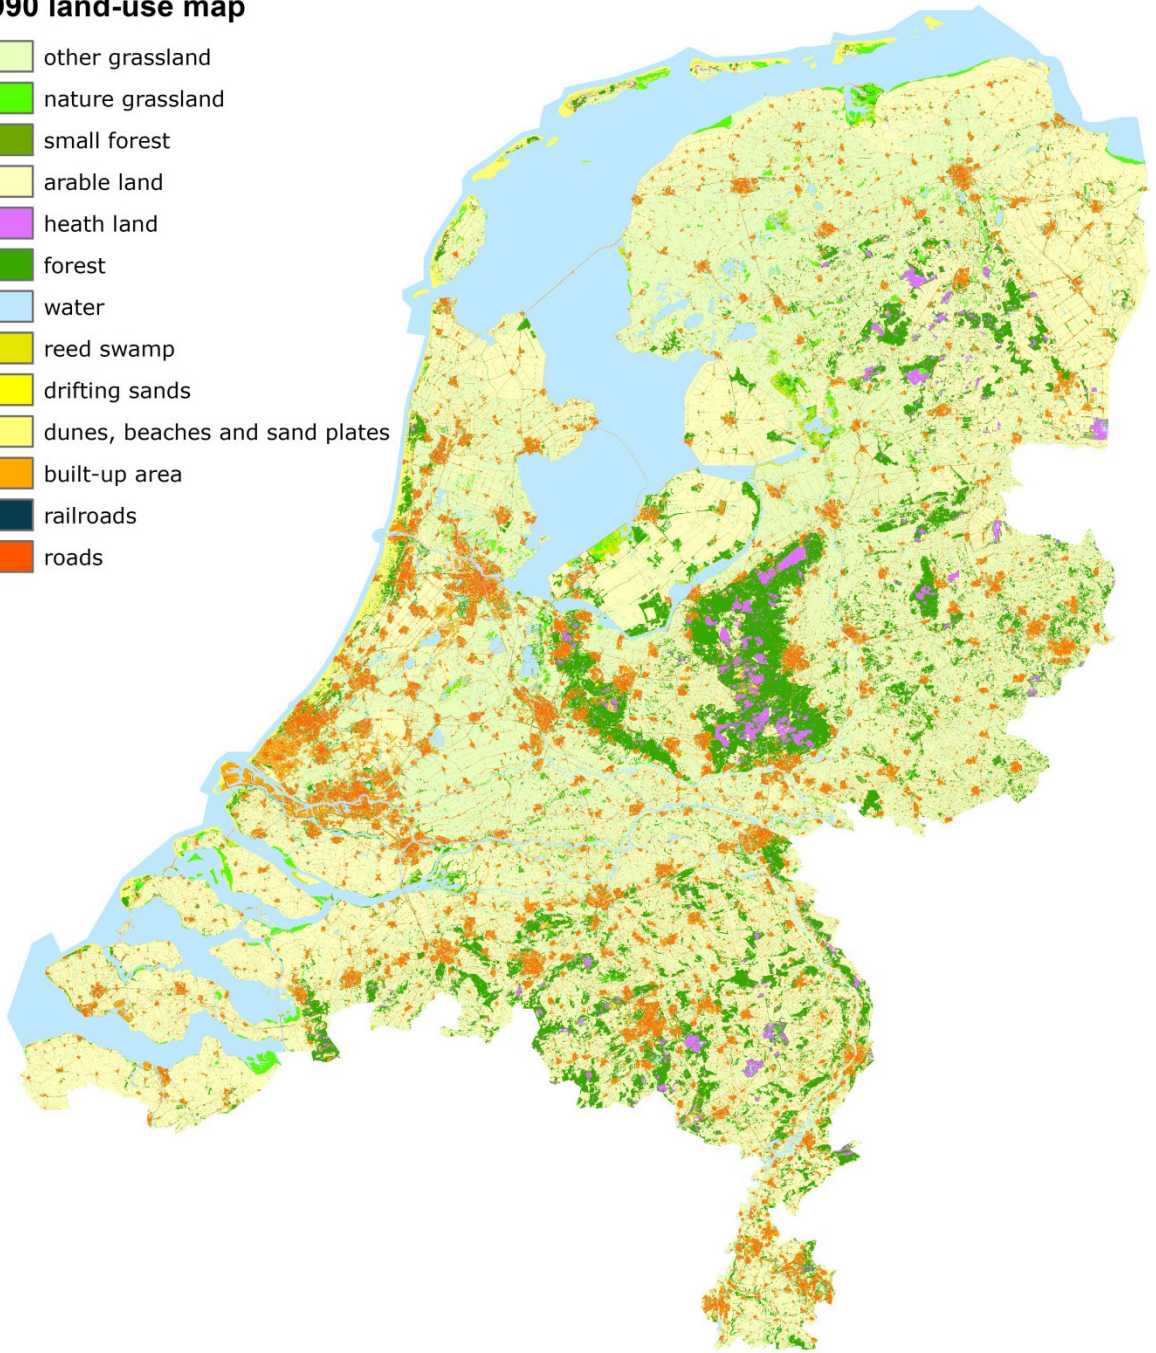 990 land-use map
other grassland
nature grassland
small forest
arable land
heath land
forest
water
reed swamp
drifting sands
dunes, beaches and sand plates
built-up area
railroads
roads